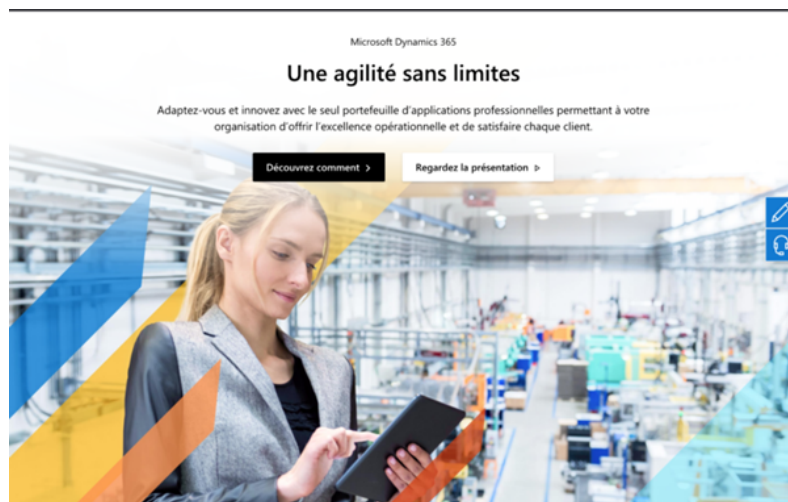 Microsoft Dynamics 365
Une agilité sans limites
Adaptez-vous et innovez avec le seul portefeuille d'applications professionnelles permettant à votre
organisation d'offrir l'excellence opérationnelle et de satisfaire chaque client.
Découvrez comment >
Regardez la présentation ▷